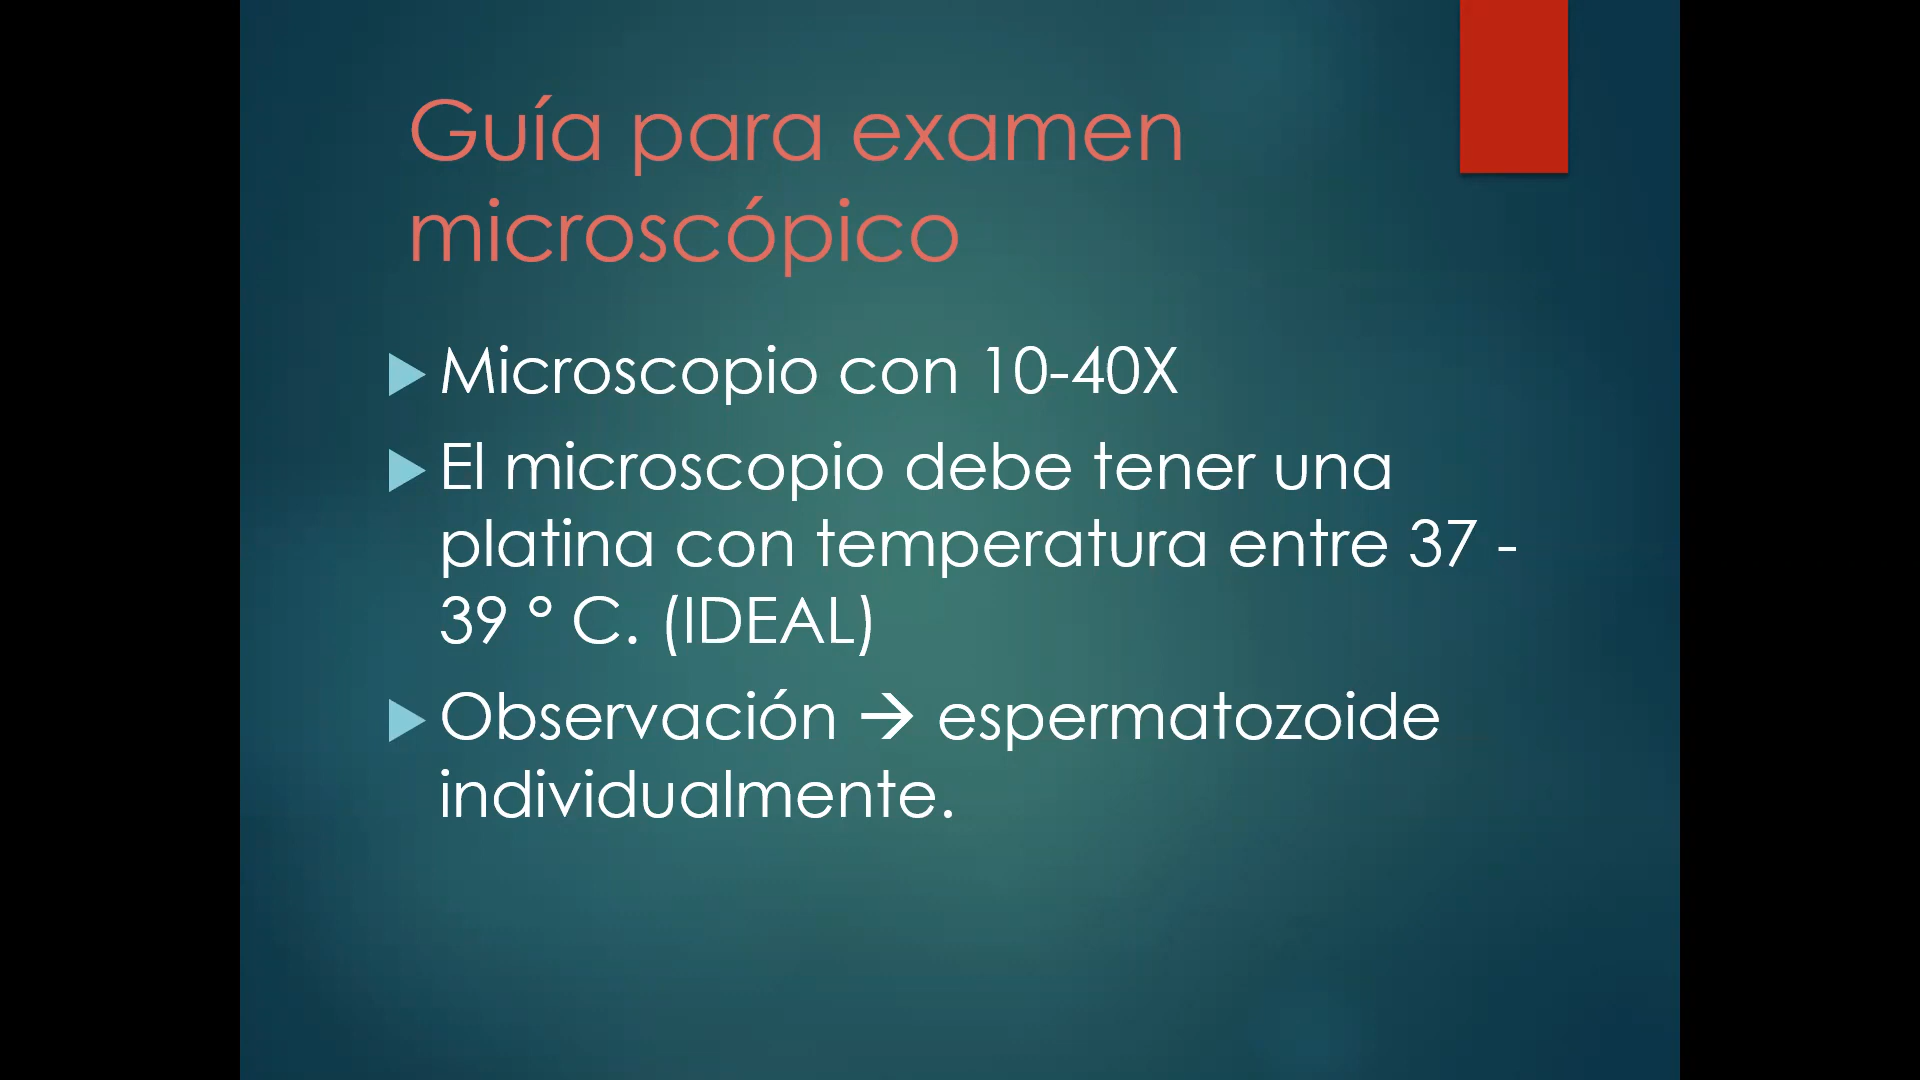 Guía para examen
microscópico
Microscopio con 10-40X
El microscopio debe tener una
platina con temperatura entre 37 -
39 ° C. (IDEAL)
Observación → espermatozoide
individualmente.